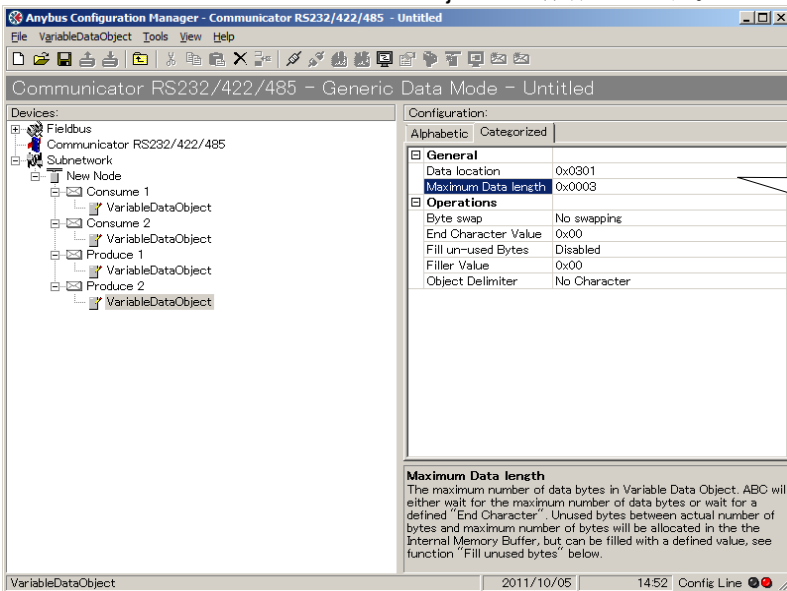 Anybus Configuration Manager - Communicator RS232/422/485 - Untitled
File VariableDataObject Tools View Help
Communicator RS232/422/485 - Generic Data Mode - Untitled
Devices:
Fieldbus
Communicator RS232/422/485
Subnetwork
New Node
Consume 1
VariableDataObject
Consume 2
VariableDataObject
Produce 1
VariableDataObject
Produce 2
VariableDataObject
Configuration:
Alphabetic Categorized
General
Data location 0x0301
Maximum Data length 0x0003
Operations
Byte swap No swapping
End Character Value 0x00
Fill un-used Bytes Disabled
Filler Value 0x00
Object Delimiter No Character
Maximum Data length
The maximum number of data bytes in Variable Data Object. ABC wil
either wait for the maximum number of data bytes or wait for a
defined "End Character". Unused bytes between actual number of
bytes and maximum number of bytes will be allocated in the the
Internal Memory Buffer, but can be filled with a defined value, see
function "Fill unused bytes" below.
VariableDataObject 2011/10/05 14:52 Config Line